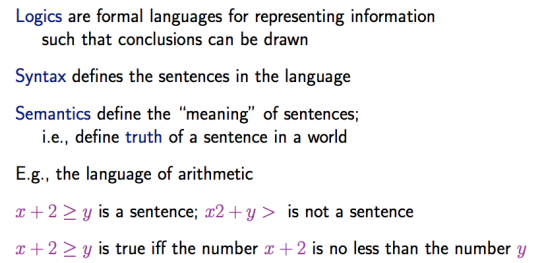 Logics are formal languages for representing information
such that conclusions can be drawn
Syntax defines the sentences in the language
Semantics define the “meaning” of sentences;
i.e., define truth of a sentence in a world
E.g., the language of arithmetic
x + 2 ≥ y is a sentence; x2 + y > is not a sentence
x + 2 ≥ y is true iff the number x + 2 is no less than the number y